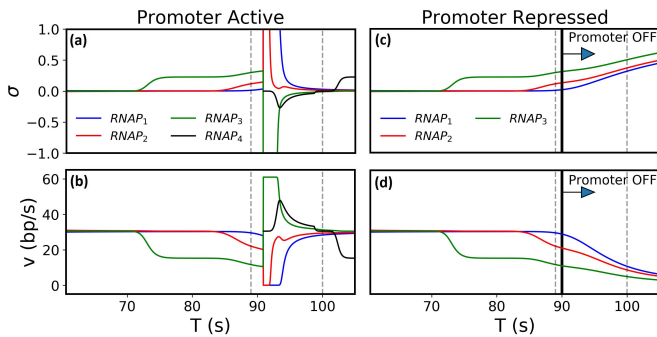 Promoter Active
Promoter Repressed
(a)
σ
1.0
0.5
0.0
−0.5
−1.0
RNAP1
RNAP2
RNAP3
RNAP4
(c)
Promoter OFF
RNAP1
RNAP2
RNAP3
(b)
v (bp/s)
60
40
20
0
70
80
90
100
T (s)
(d)
Promoter OFF
70
80
90
100
T (s)